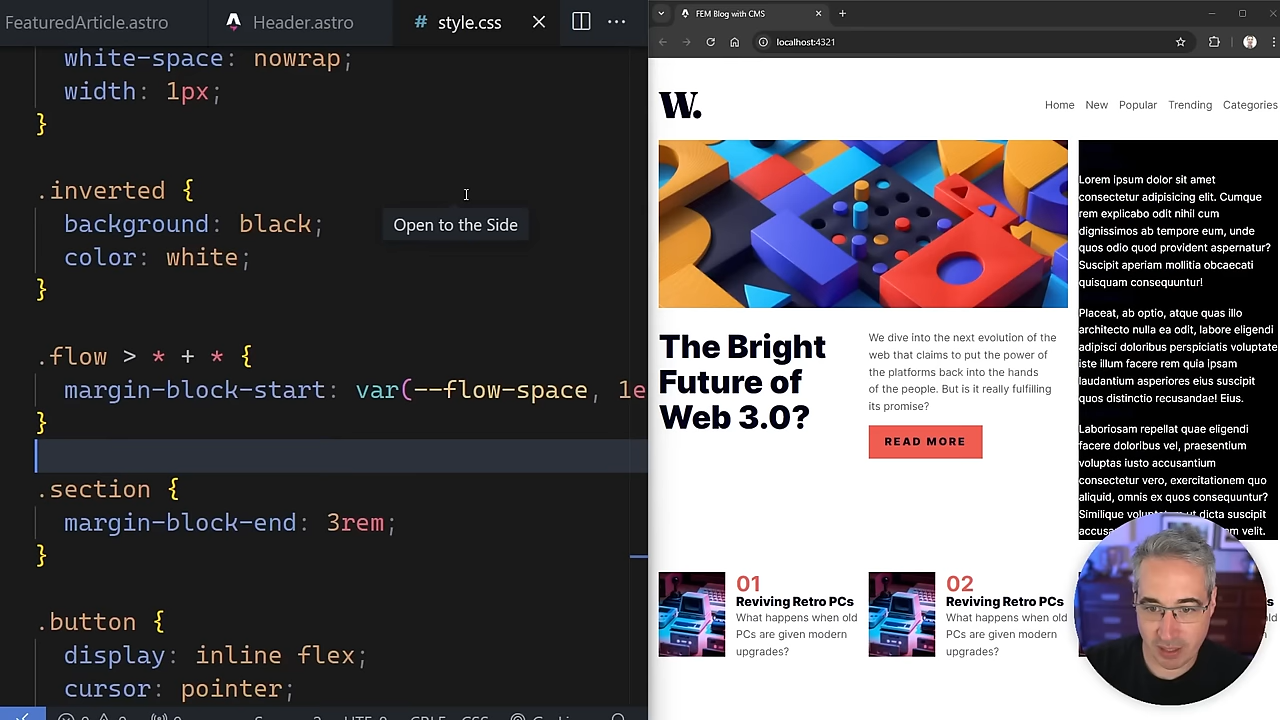 FeaturedArticle.astro
Header.astro
# style.css
white-space: nowrap;
width: 1px;
}
.inverted {
background: black;
color: white;
}
Open to the Side
.flow > * + * {
margin-block-start: var(--flow-space, 1e
}
.section {
margin-block-end: 3rem;
}
.button {
display: inline flex;
cursor: pointer;
FEM Blog with CMS
localhost:4321
W.
Home New Popular Trending Categories
The Bright
Future of
Web 3.0?
We dive into the next evolution of the
web that claims to put the power of
the platforms back into the hands
of the people. But is it really fulfilling
its promise?
READ MORE
Lorem ipsum dolor sit amet
consectetur adipisicing elit. Cumque
rem explicabo odit nihil cum
dignissimos ab tempore eum, unde
quos odio quod provident aspernatur?
Suscipit aperiam mollitia obcaecati
quisquam consequuntur!
Placeat, ab optio, atque quas illo
architecto nulla ea odit, labore eligendi
adipisci doloribus perspiciatis voluptate
iste illum facere rem quia ipsam
laudantium asperiores eius suscipit
quos distinctio recusandae! Eius.
Laboriosam repellat quae eligendi
facere doloribus vel, praesentium
voluptas iusto accusantium
consectetur vero, exercitationem quo
aliquid, omnis ex quos consequuntur?
Similique ut dicta suscipit
velit.
01
Reviving Retro PCs
What happens when old
PCs are given modern
upgrades?
02
Reviving Retro PCs
What happens when old
PCs are given modern
upgrades?